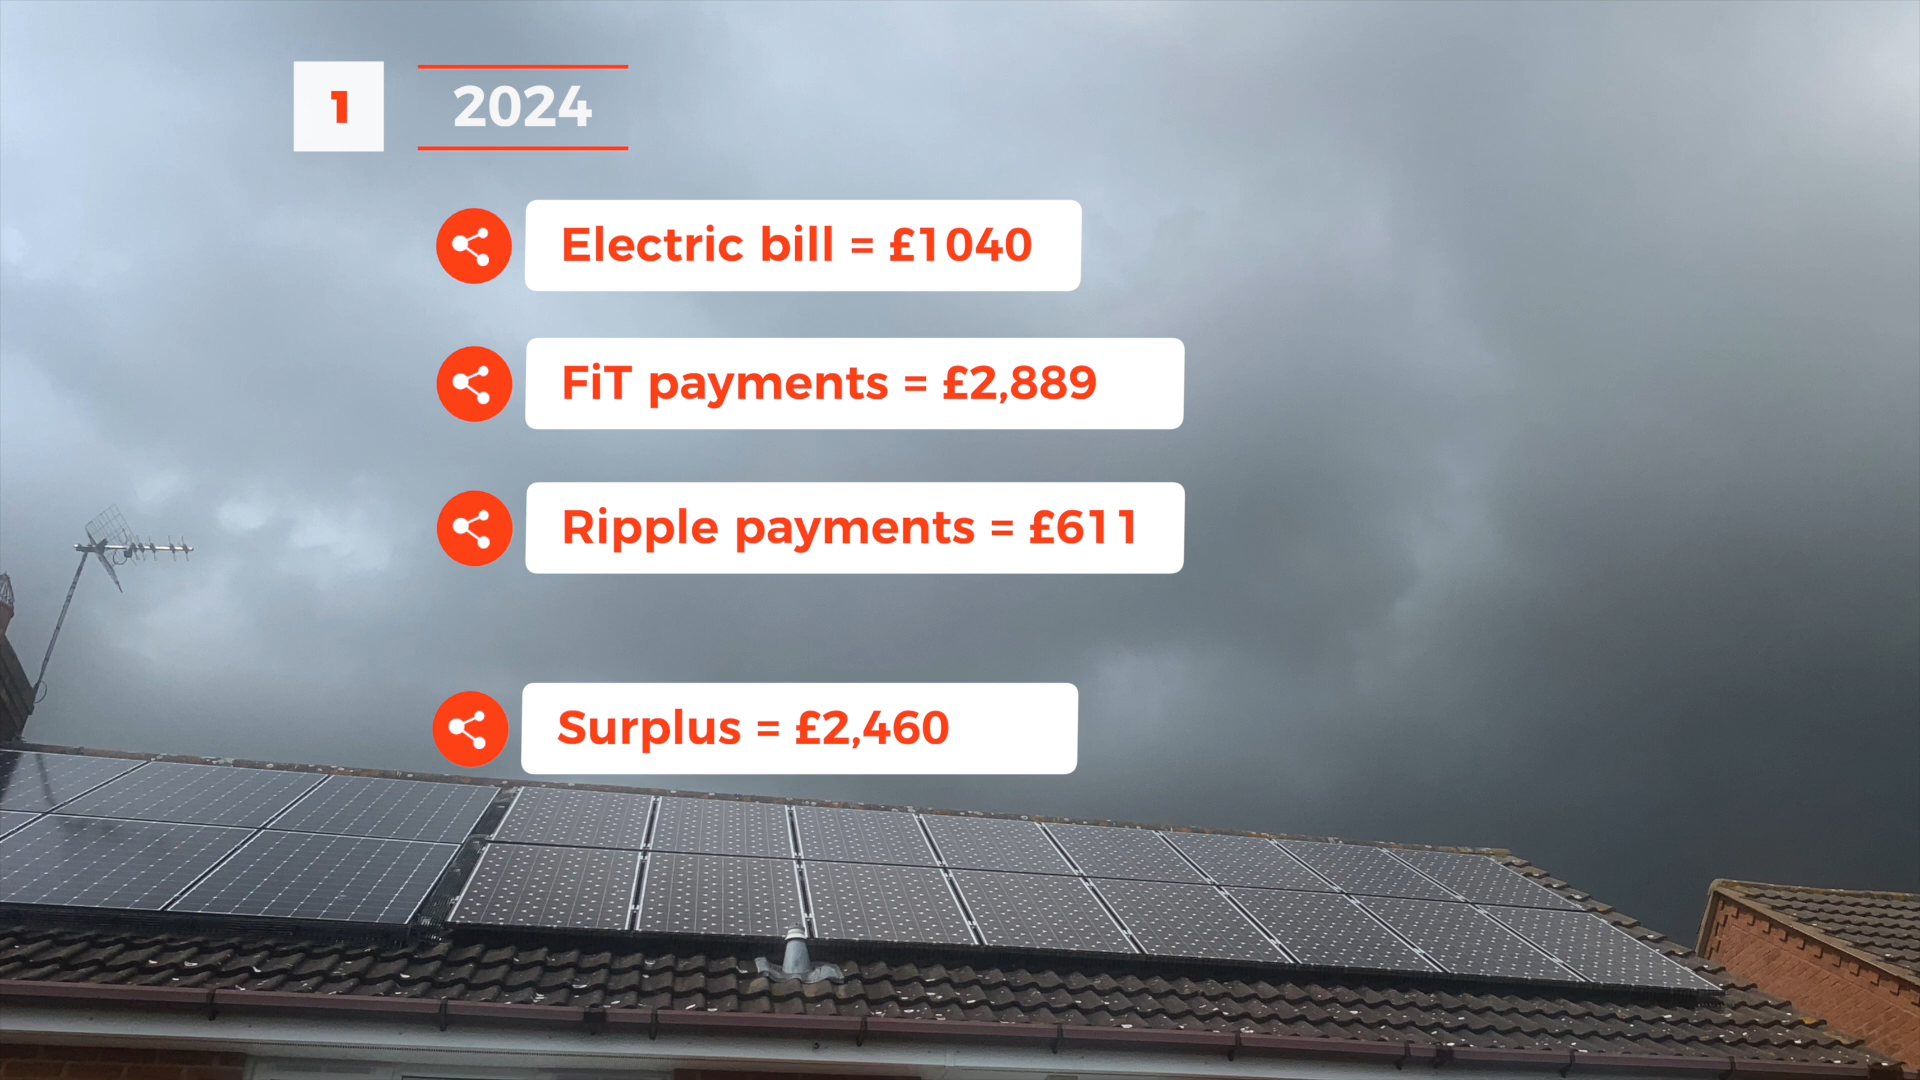 1
2024
Electric bill = £1040
FiT payments = £2,889
Ripple payments = £611
Surplus = £2,460